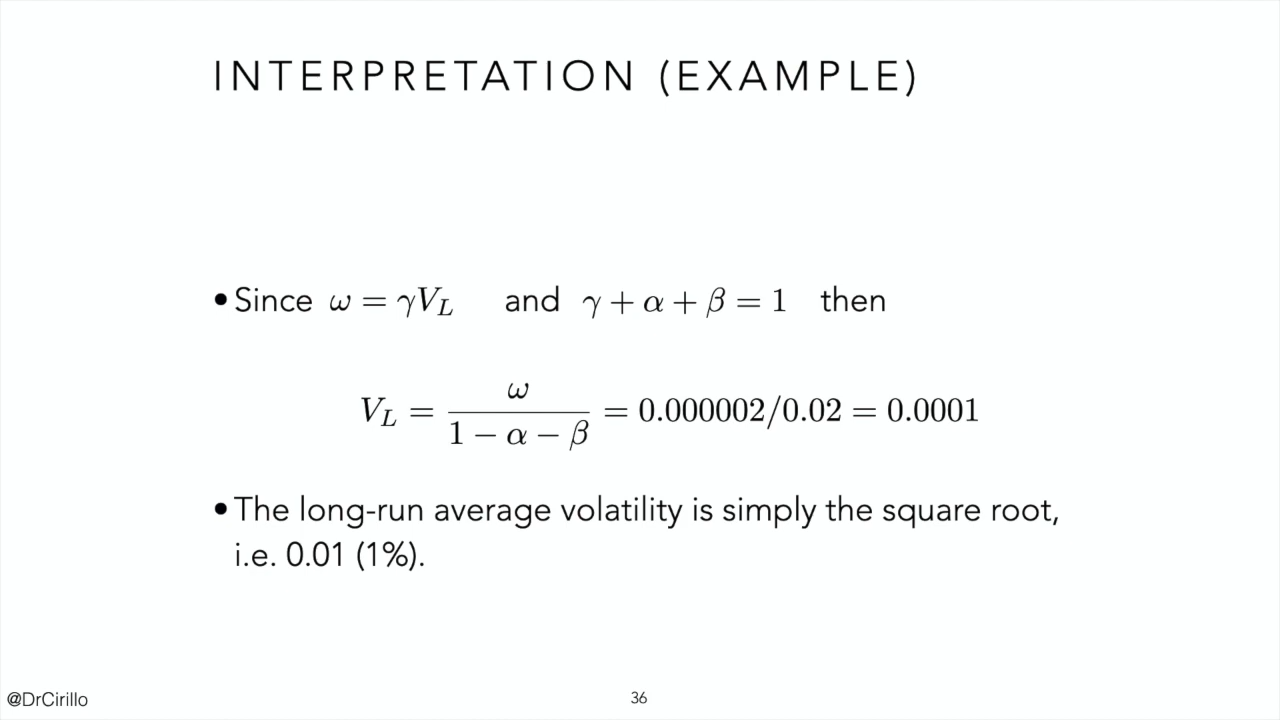 INTERPRETATION (EXAMPLE)
•Since ω = γV_L and γ + α + β = 1 then
V_L = ω / (1 − α − β) = 0.000002/0.02 = 0.0001
•The long-run average volatility is simply the square root,
i.e. 0.01 (1%).
@DrCirillo
36